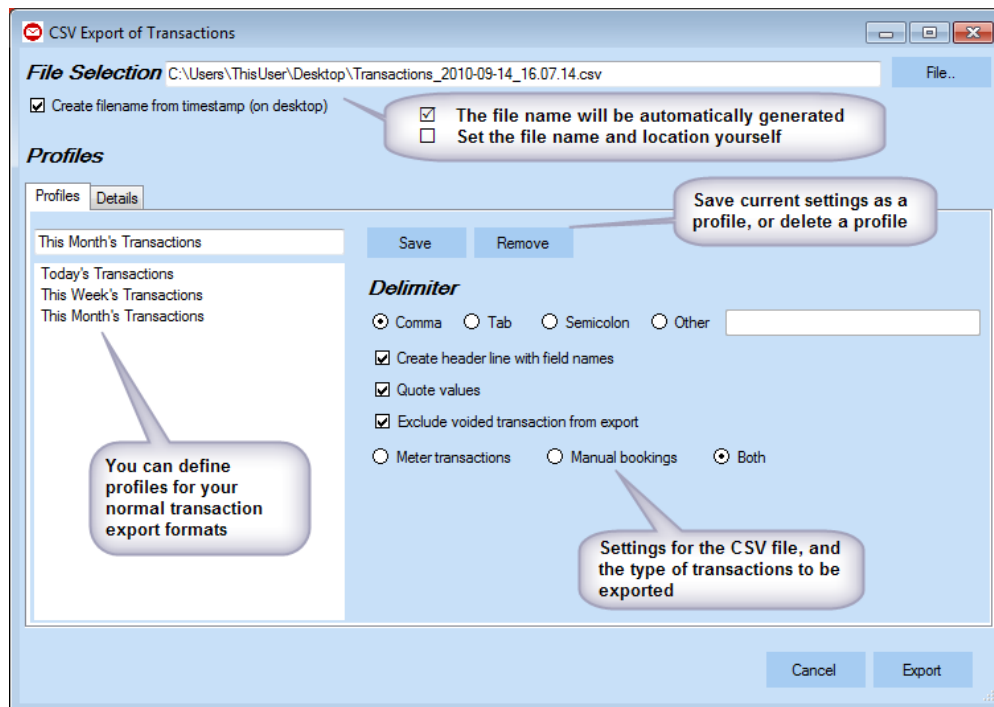 CSV Export of Transactions
File Selection C:\Users\ThisUser\Desktop\Transactions_2010-09-14_16.07.14.csv File..
Create filename from timestamp (on desktop)
The file name will be automatically generated
Set the file name and location yourself
Profiles
Profiles Details
Save current settings as a
profile, or delete a profile
This Month's Transactions Save Remove
Today's Transactions
This Week's Transactions
This Month's Transactions
Delimiter
Comma Tab Semicolon Other
Create header line with field names
Quote values
Exclude voided transaction from export
Meter transactions Manual bookings Both
You can define
profiles for your
normal transaction
export formats
Settings for the CSV file, and
the type of transactions to be
exported
Cancel Export